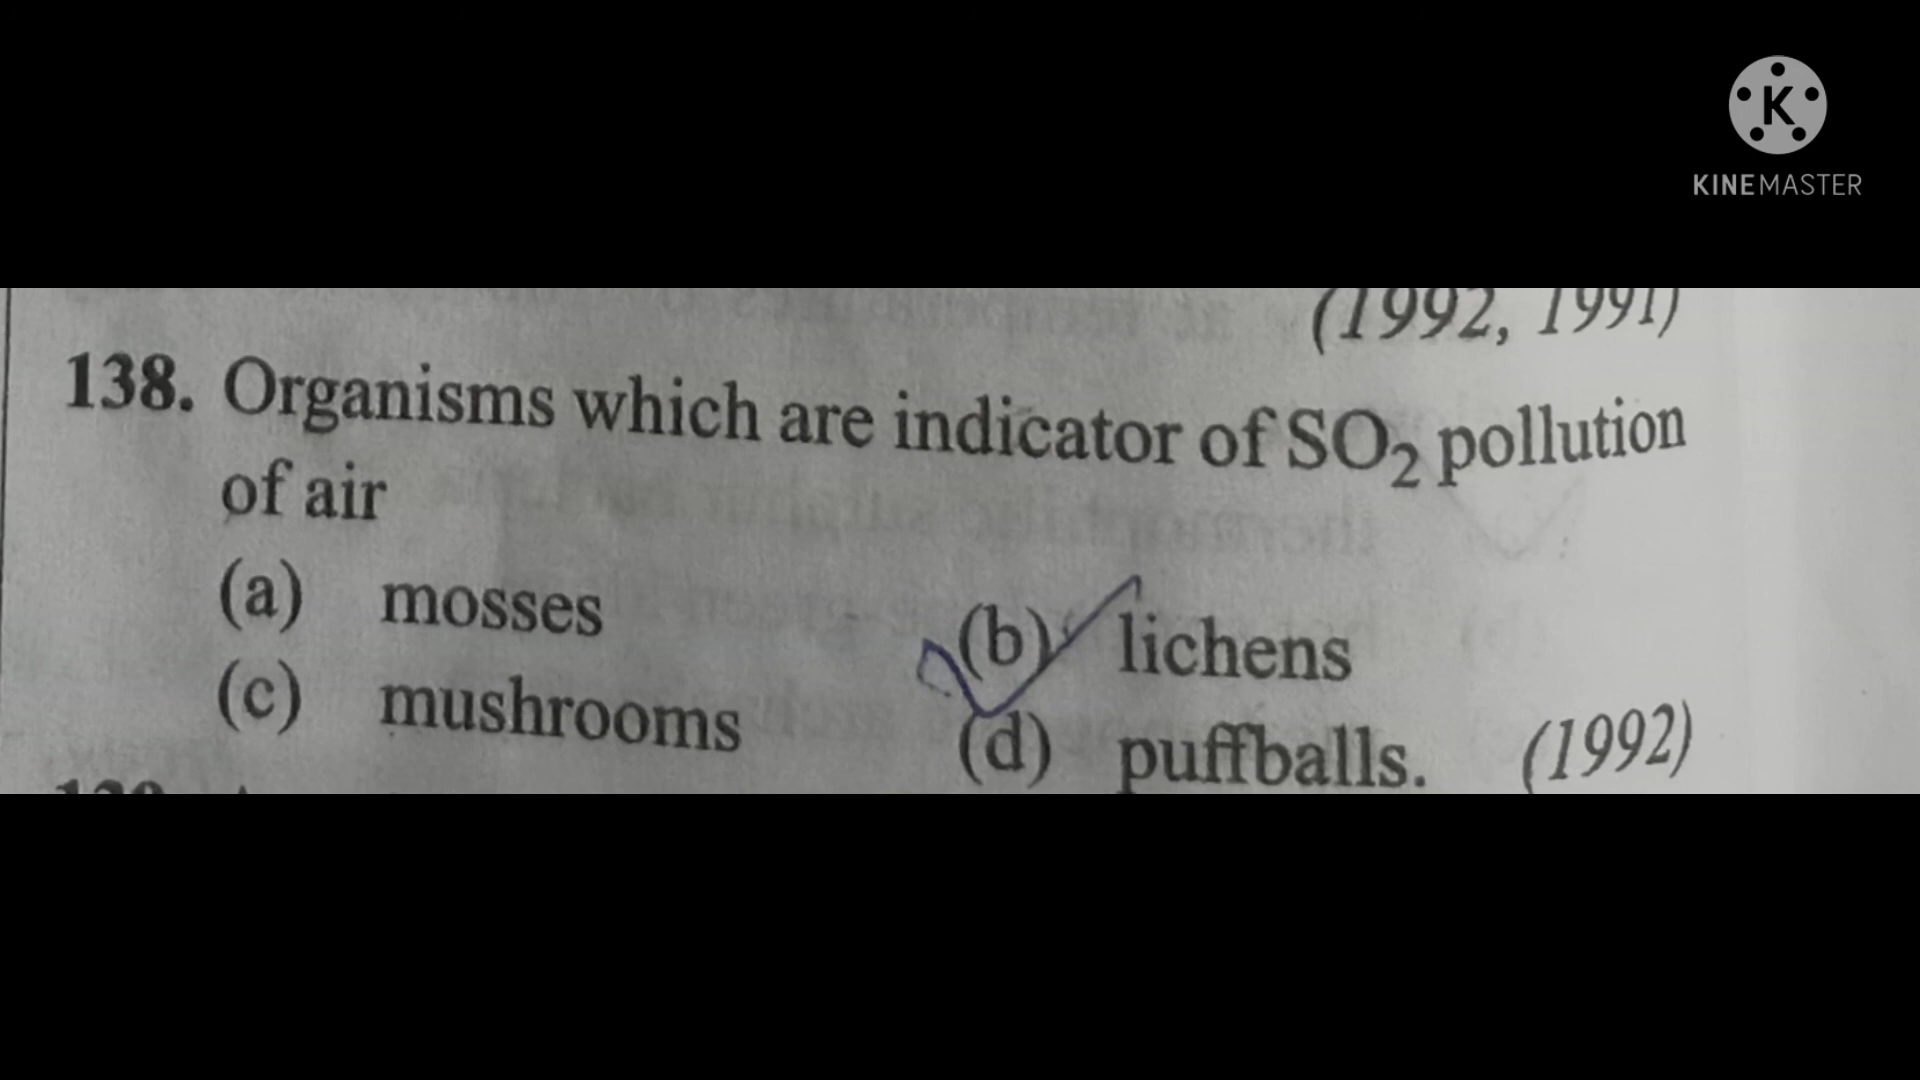 KINEMASTER
(1992, 1991)
138. Organisms which are indicator of SO₂ pollution
of air
(a) mosses (b) lichens
(c) mushrooms (d) puffballs. (1992)